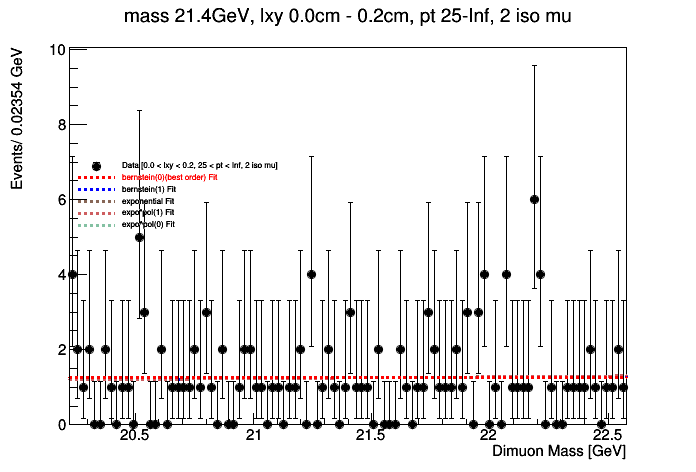 mass 21.4GeV, lxy 0.0cm - 0.2cm, pt 25-Inf, 2 iso mu
Events/ 0.02354 GeV
10
8
6
4
2
0
Data [0.0 < lxy < 0.2, 25 < pt < Inf, 2 iso mu]
bernstein(0)(best order) Fit
bernstein(1) Fit
exponential Fit
expo*pol(1) Fit
expo*pol(0) Fit
20.5 21 21.5 22 22.5
Dimuon Mass [GeV]